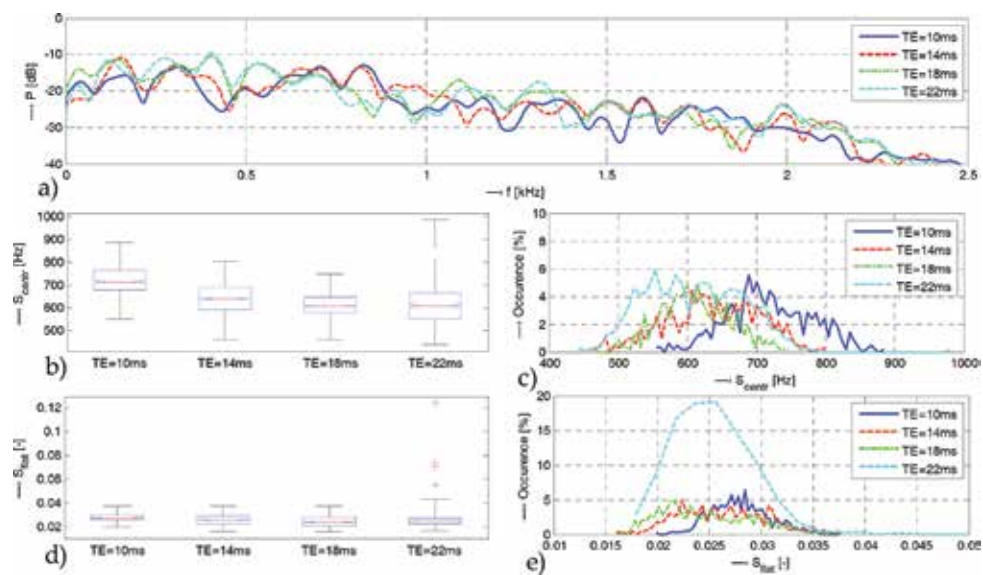 0
-10
-20
-30
-40
P [dB]
0 0.5 1 1.5 2 2.5
f [kHz]
TE=10ms
TE=14ms
TE=18ms
TE=22ms
a)
1000
900
800
700
600
500
S_centr [Hz]
TE=10ms TE=14ms TE=18ms TE=22ms
b)
10
8
6
4
2
0
Occurence [%]
400 500 600 700 800 900 1000
S_centr [Hz]
TE=10ms
TE=14ms
TE=18ms
TE=22ms
c)
0.12
0.1
0.08
0.06
0.04
0.02
S_flat [-]
TE=10ms TE=14ms TE=18ms TE=22ms
d)
20
15
10
5
0
Occurence [%]
0.01 0.015 0.02 0.025 0.03 0.035 0.04 0.045 0.05
S_flat [-]
TE=10ms
TE=14ms
TE=18ms
TE=22ms
e)